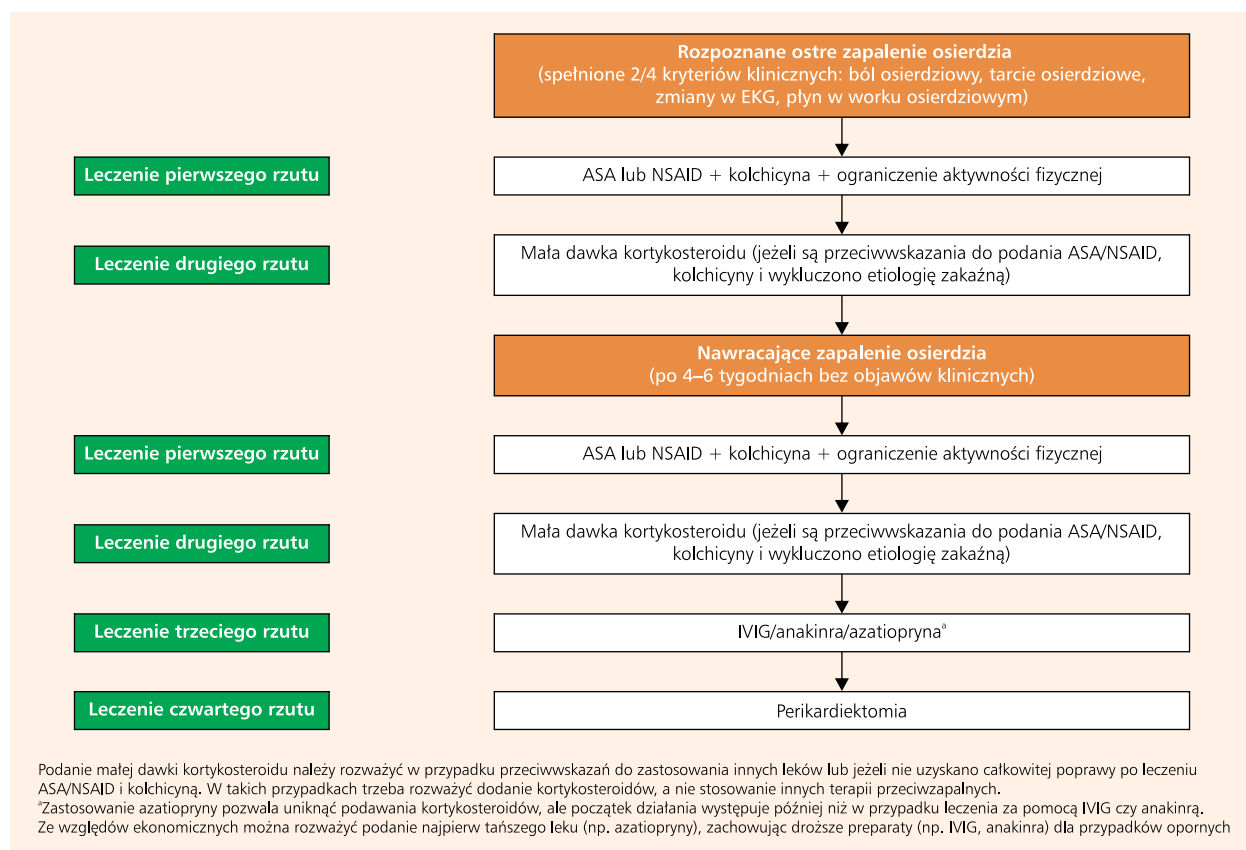 Rozpoznane ostre zapalenie osierdzia
(spełnione 2/4 kryteriów klinicznych: ból osierdziowy, tarcie osierdziowe,
zmiany w EKG, płyn w worku osierdziowym)
Leczenie pierwszego rzutu
ASA lub NSAID + kolchicyna + ograniczenie aktywności fizycznej
Leczenie drugiego rzutu
Mała dawka kortykosteroidu (jeżeli są przeciwwskazania do podania ASA/NSAID,
kolchicyny i wykluczono etiologię zakaźną)
Nawracające zapalenie osierdzia
(po 4–6 tygodniach bez objawów klinicznych)
Leczenie pierwszego rzutu
ASA lub NSAID + kolchicyna + ograniczenie aktywności fizycznej
Leczenie drugiego rzutu
Mała dawka kortykosteroidu (jeżeli są przeciwwskazania do podania ASA/NSAID,
kolchicyny i wykluczono etiologię zakaźną)
Leczenie trzeciego rzutu
IVIG/anakinra/azatioprynaᵃ
Leczenie czwartego rzutu
Perikardiektomia
Podanie małej dawki kortykosteroidu należy rozważyć w przypadku przeciwwskazań do zastosowania innych leków lub jeżeli nie uzyskano całkowitej poprawy po leczeniu
ASA/NSAID i kolchicyną. W takich przypadkach trzeba rozważyć dodanie kortykosteroidów, a nie stosowanie innych terapii przeciwzapalnych.
ᵃZastosowanie azatiopryny pozwala uniknąć podawania kortykosteroidów, ale początek działania występuje później niż w przypadku leczenia za pomocą IVIG czy anakinrą.
Ze względów ekonomicznych można rozważyć podanie najpierw tańszego leku (np. azatiopryny), zachowując droższe preparaty (np. IVIG, anakinra) dla przypadków opornych